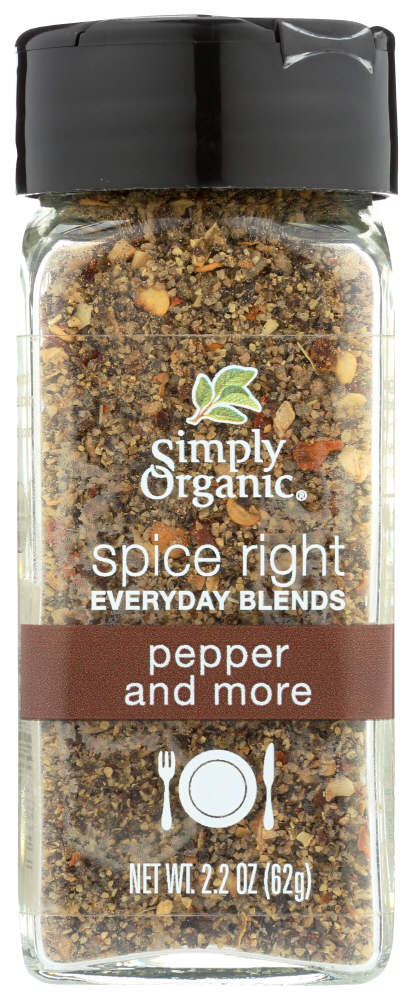 Simply
Organic®
spice right
EVERYDAY BLENDS
pepper
and more
NET WT. 2.2 OZ (62g)